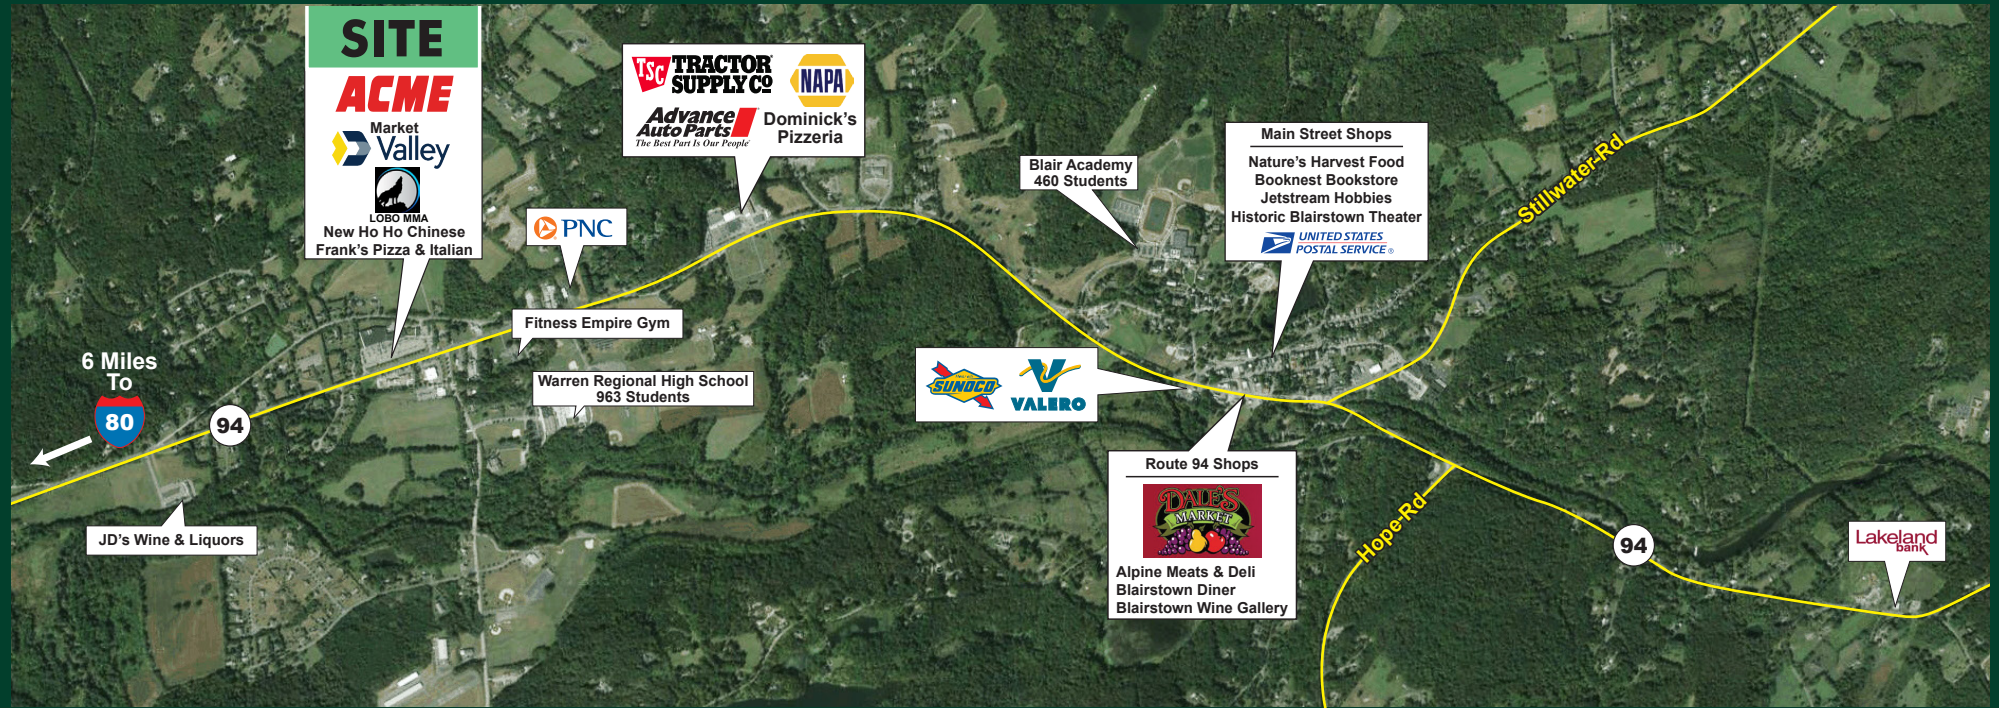 SITE
ACME
Market
Valley
LOBO MMA
New Ho Ho Chinese
Frank's Pizza & Italian
TSC TRACTOR
SUPPLY CO
NAPA
Advance
Auto Parts
The Best Part Is Our People
Dominick's
Pizzeria
PNC
Fitness Empire Gym
Warren Regional High School
963 Students
6 Miles
To
80
94
JD's Wine & Liquors
Blair Academy
460 Students
Main Street Shops
Nature's Harvest Food
Booknest Bookstore
Jetstream Hobbies
Historic Blairstown Theater
UNITED STATES
POSTAL SERVICE®
Stillwater Rd
SUNOCO
VALERO
Route 94 Shops
DALE'S
MARKET
Alpine Meats & Deli
Blairstown Diner
Blairstown Wine Gallery
Hope Rd
94
Lakeland
bank